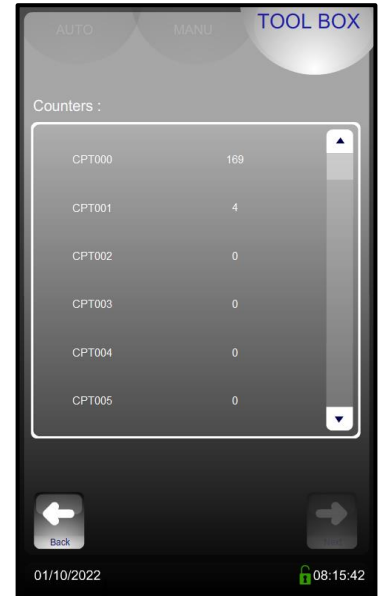 AUTO MANU TOOL BOX
Counters :
CPT000 169
CPT001 4
CPT002 0
CPT003 0
CPT004 0
CPT005 0
Back
01/10/2022 08:15:42